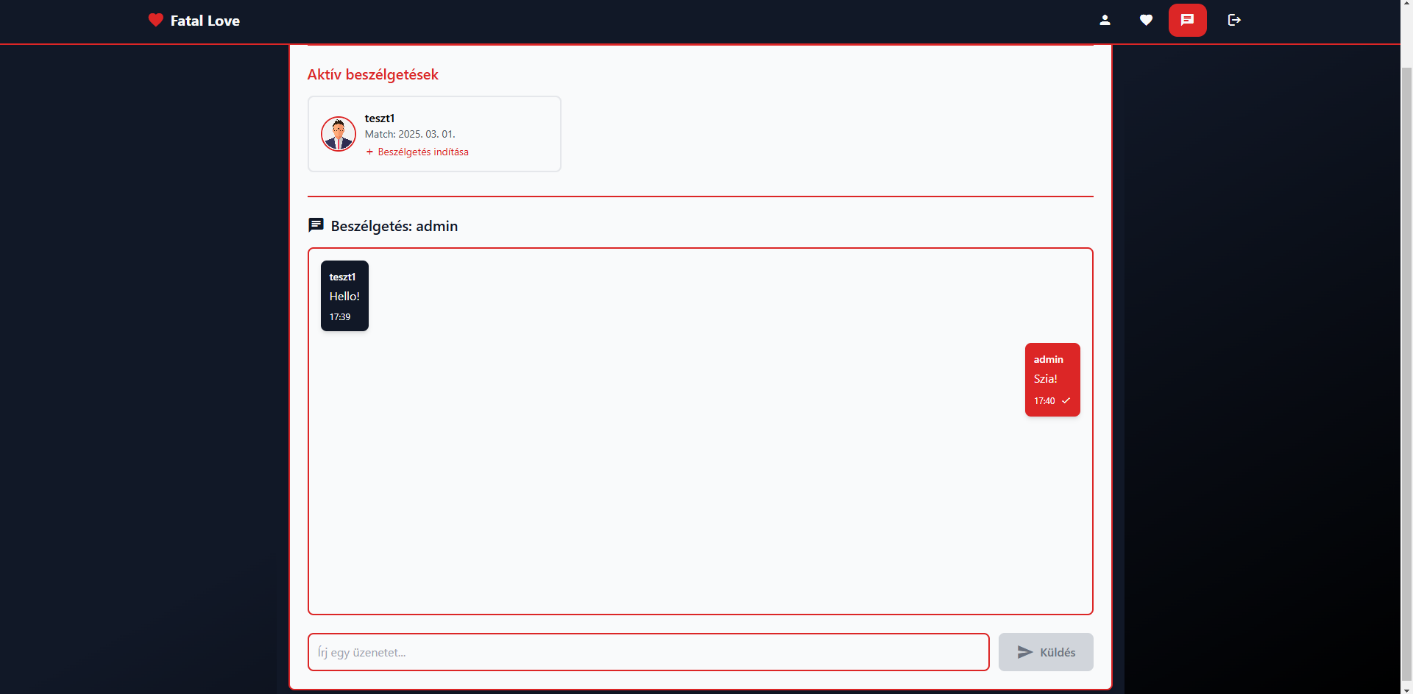 Fatal Love
Aktív beszélgetések
teszt1
Match: 2025. 03. 01.
+ Beszélgetés indítása
Beszélgetés: admin
teszt1
Hello!
17:39
admin
Szia!
17:40
Írj egy üzenetet...
Küldés